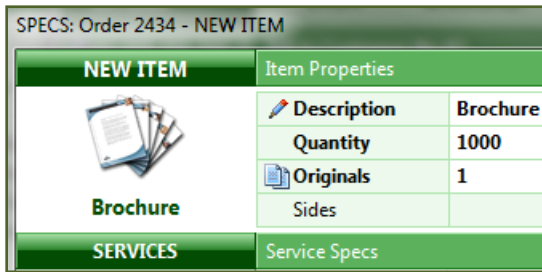 SPECS: Order 2434 - NEW ITEM
NEW ITEM
Item Properties
Description Brochure
Quantity 1000
Originals 1
Brochure
Sides
SERVICES
Service Specs